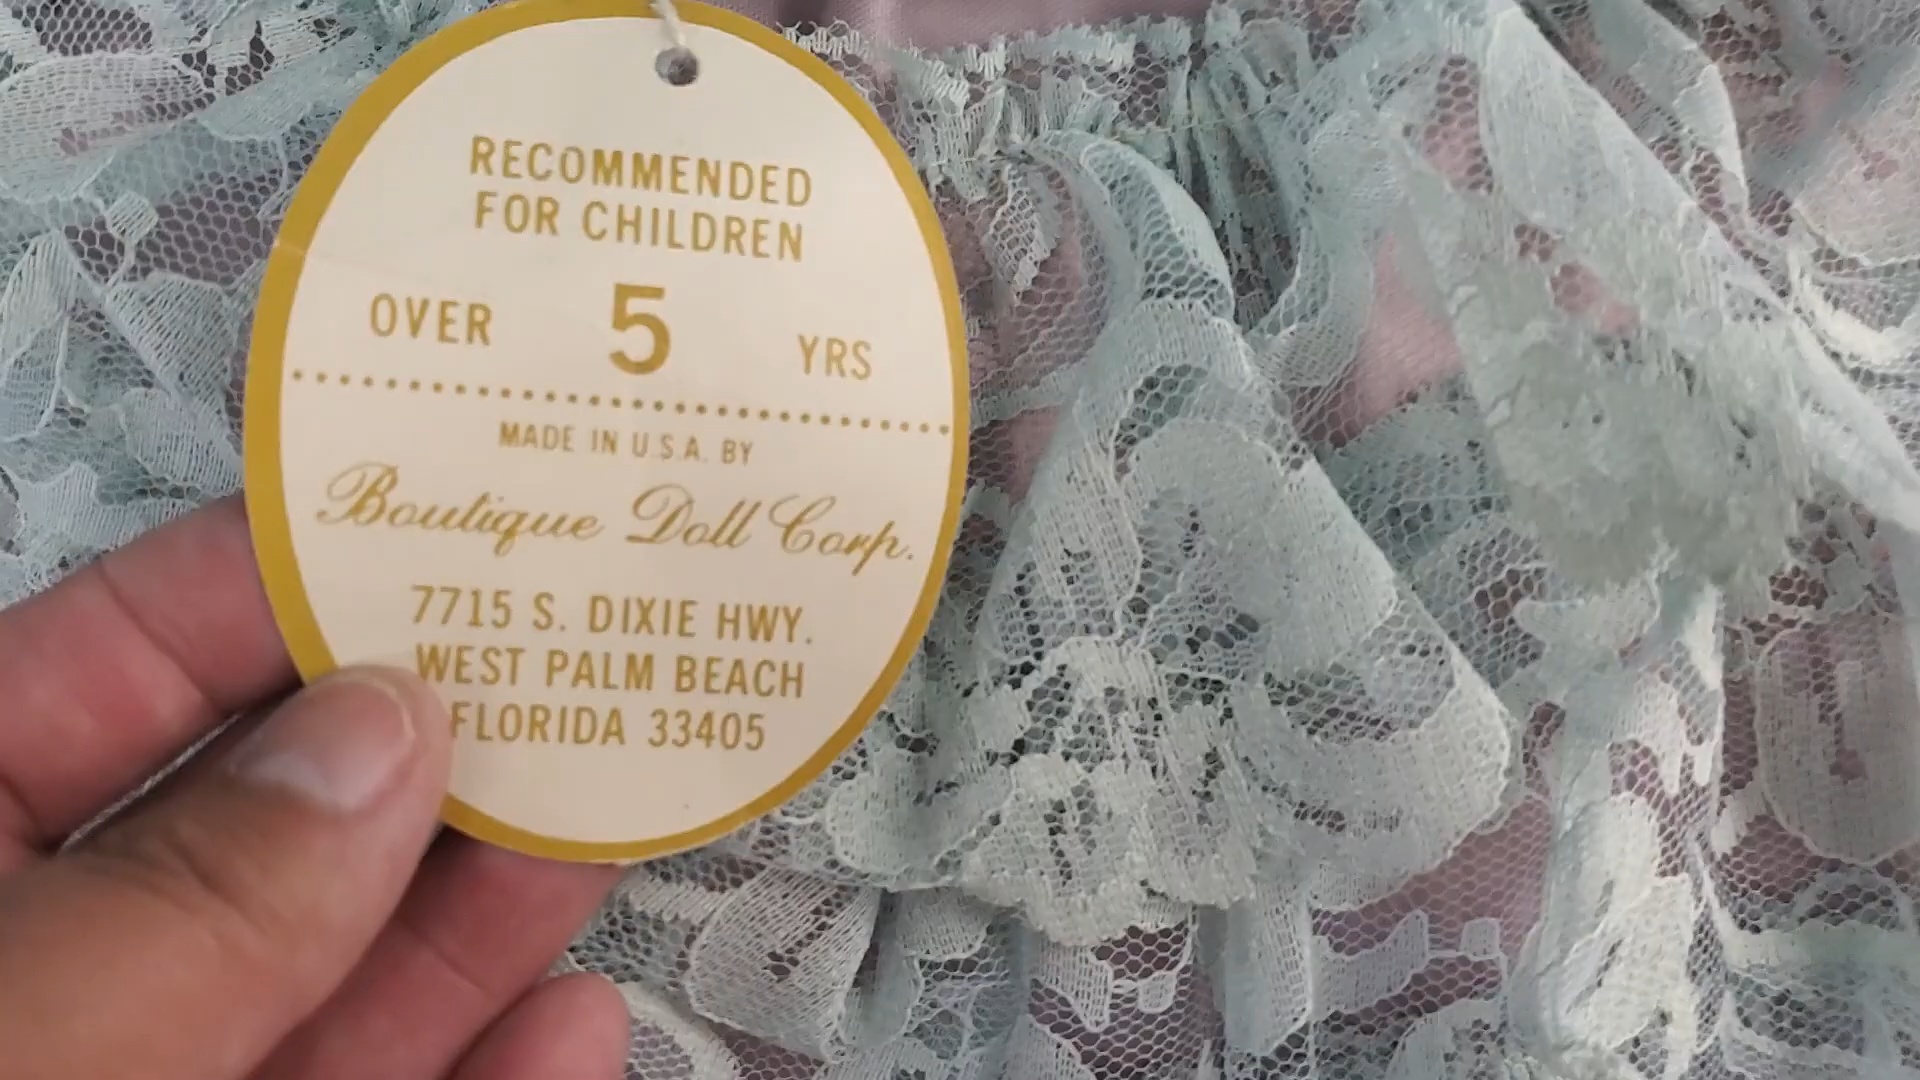 RECOMMENDED
FOR CHILDREN
OVER 5 YRS
MADE IN U.S.A. BY
Boutique Doll Corp.
7715 S. DIXIE HWY.
WEST PALM BEACH
FLORIDA 33405